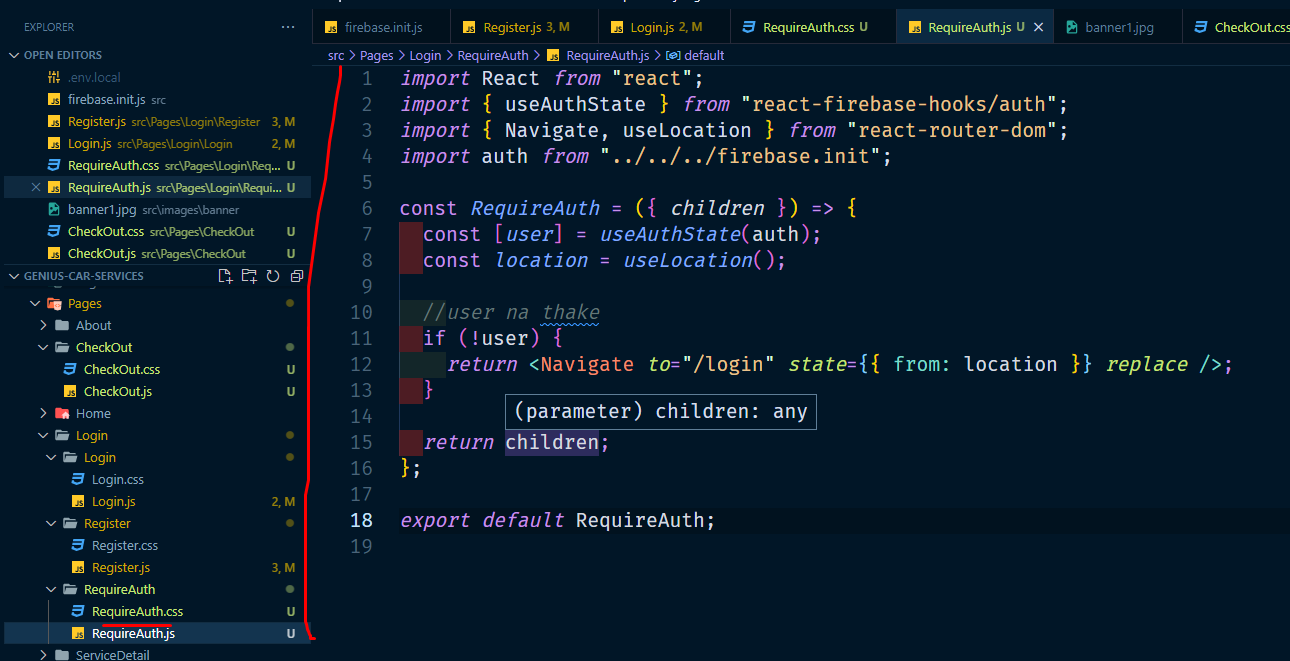 EXPLORER ...
OPEN EDITORS
.env.local
firebase.init.js src
Register.js src\Pages\Login\Register 3, M
Login.js src\Pages\Login\Login 2, M
RequireAuth.css src\Pages\Login\Req... U
RequireAuth.js src\Pages\Login\Requi... U
banner1.jpg src\images\banner
CheckOut.css src\Pages\CheckOut U
CheckOut.js src\Pages\CheckOut U
GENIUS-CAR-SERVICES
Pages
About
CheckOut
CheckOut.css U
CheckOut.js U
Home
Login
Login
Login.css
Login.js 2, M
Register
Register.css
Register.js 3, M
RequireAuth
RequireAuth.css U
RequireAuth.js U
ServiceDetail
firebase.init.js Register.js 3, M Login.js 2, M RequireAuth.css U RequireAuth.js U banner1.jpg CheckOut.css
src > Pages > Login > RequireAuth > RequireAuth.js > default
1 import React from "react";
2 import { useAuthState } from "react-firebase-hooks/auth";
3 import { Navigate, useLocation } from "react-router-dom";
4 import auth from "../../../firebase.init";
5
6 const RequireAuth = ({ children }) => {
7 const [user] = useAuthState(auth);
8 const location = useLocation();
9
10 //user na thake
11 if (!user) {
12 return <Navigate to="/login" state={{ from: location }} replace />;
13 }
14 (parameter) children: any
15 return children;
16 };
17
18 export default RequireAuth;
19